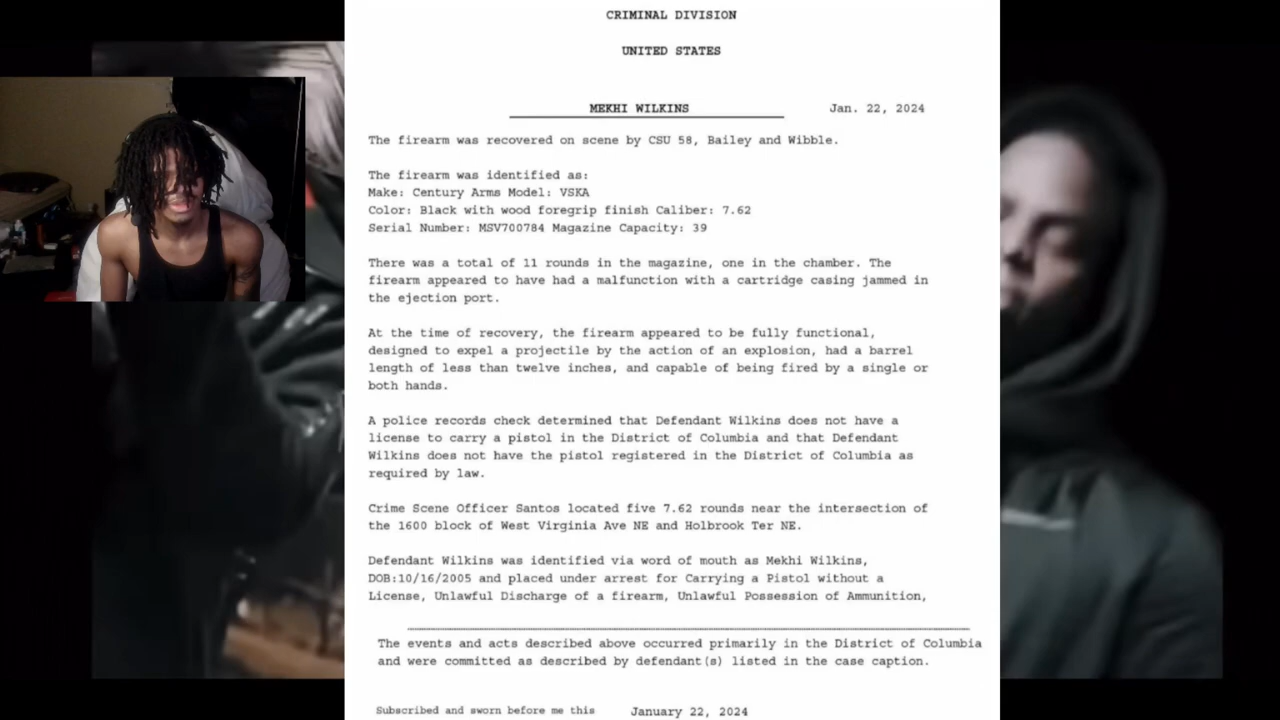 CRIMINAL DIVISION
UNITED STATES
MEKHI WILKINS Jan. 22, 2024
The firearm was recovered on scene by CSU 58, Bailey and Wibble.
The firearm was identified as:
Make: Century Arms Model: VSKA
Color: Black with wood foregrip finish Caliber: 7.62
Serial Number: MSV700784 Magazine Capacity: 39
There was a total of 11 rounds in the magazine, one in the chamber. The
firearm appeared to have had a malfunction with a cartridge casing jammed in
the ejection port.
At the time of recovery, the firearm appeared to be fully functional,
designed to expel a projectile by the action of an explosion, had a barrel
length of less than twelve inches, and capable of being fired by a single or
both hands.
A police records check determined that Defendant Wilkins does not have a
license to carry a pistol in the District of Columbia and that Defendant
Wilkins does not have the pistol registered in the District of Columbia as
required by law.
Crime Scene Officer Santos located five 7.62 rounds near the intersection of
the 1600 block of West Virginia Ave NE and Holbrook Ter NE.
Defendant Wilkins was identified via word of mouth as Mekhi Wilkins,
DOB:10/16/2005 and placed under arrest for Carrying a Pistol without a
License, Unlawful Discharge of a firearm, Unlawful Possession of Ammunition,
The events and acts described above occurred primarily in the District of Columbia
and were committed as described by defendant(s) listed in the case caption.
Subscribed and sworn before me this January 22, 2024